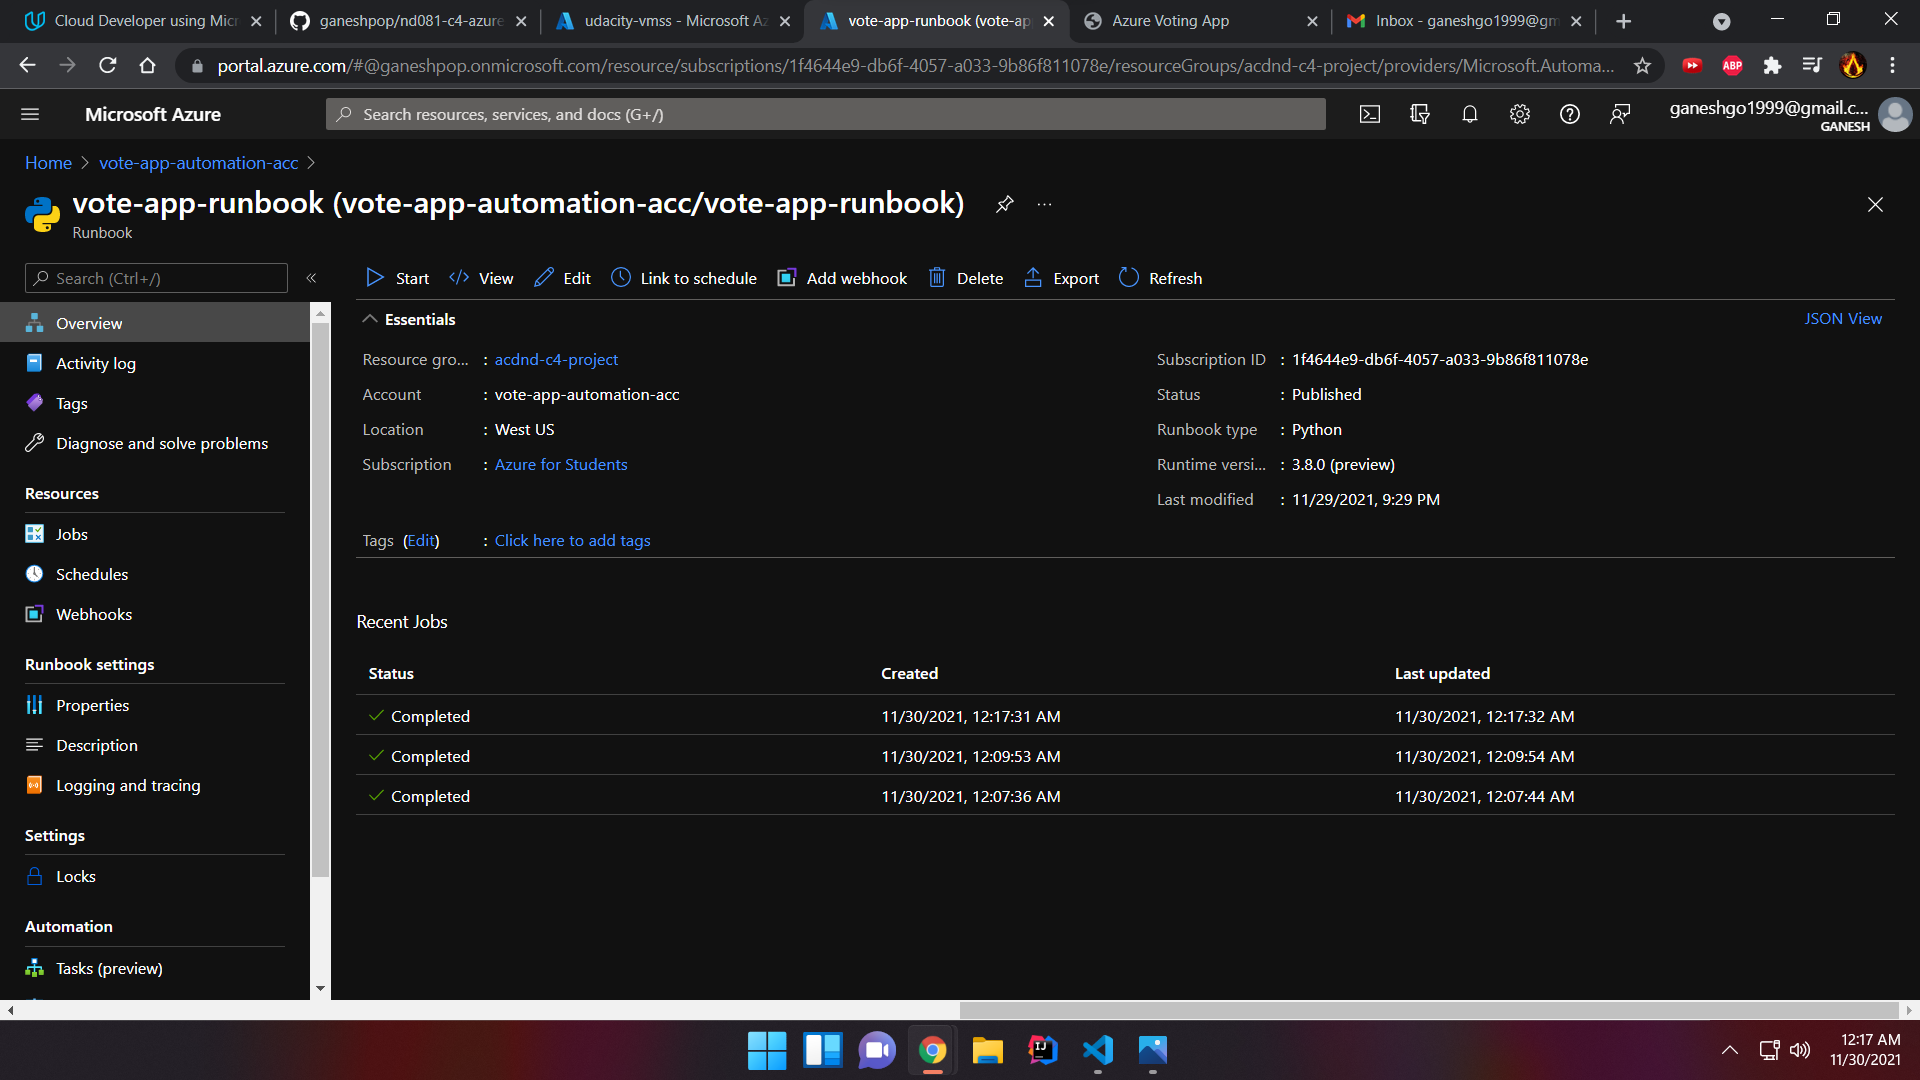 Cloud Developer using Micr
ganeshpop/nd081-c4-azure
udacity-vmss - Microsoft Az
vote-app-runbook (vote-ap
Azure Voting App
Inbox - ganeshgo1999@gm
portal.azure.com/#@ganeshpop.onmicrosoft.com/resource/subscriptions/1f4644e9-db6f-4057-a033-9b86f811078e/resourceGroups/acdnd-c4-project/providers/Microsoft.Automa...
ABP
Microsoft Azure
Search resources, services, and docs (G+/)
ganeshgo1999@gmail.c...
GANESH
Home > vote-app-automation-acc >
vote-app-runbook (vote-app-automation-acc/vote-app-runbook)
Runbook
Search (Ctrl+/)
Start
View
Edit
Link to schedule
Add webhook
Delete
Export
Refresh
Overview
Activity log
Tags
Diagnose and solve problems
Resources
Jobs
Schedules
Webhooks
Runbook settings
Properties
Description
Logging and tracing
Settings
Locks
Automation
Tasks (preview)
Essentials
JSON View
Resource gro... : acdnd-c4-project
Account : vote-app-automation-acc
Location : West US
Subscription : Azure for Students
Subscription ID : 1f4644e9-db6f-4057-a033-9b86f811078e
Status : Published
Runbook type : Python
Runtime versi... : 3.8.0 (preview)
Last modified : 11/29/2021, 9:29 PM
Tags (Edit) : Click here to add tags
Recent Jobs
Status Created Last updated
Completed 11/30/2021, 12:17:31 AM 11/30/2021, 12:17:32 AM
Completed 11/30/2021, 12:09:53 AM 11/30/2021, 12:09:54 AM
Completed 11/30/2021, 12:07:36 AM 11/30/2021, 12:07:44 AM
IJ
12:17 AM
11/30/2021